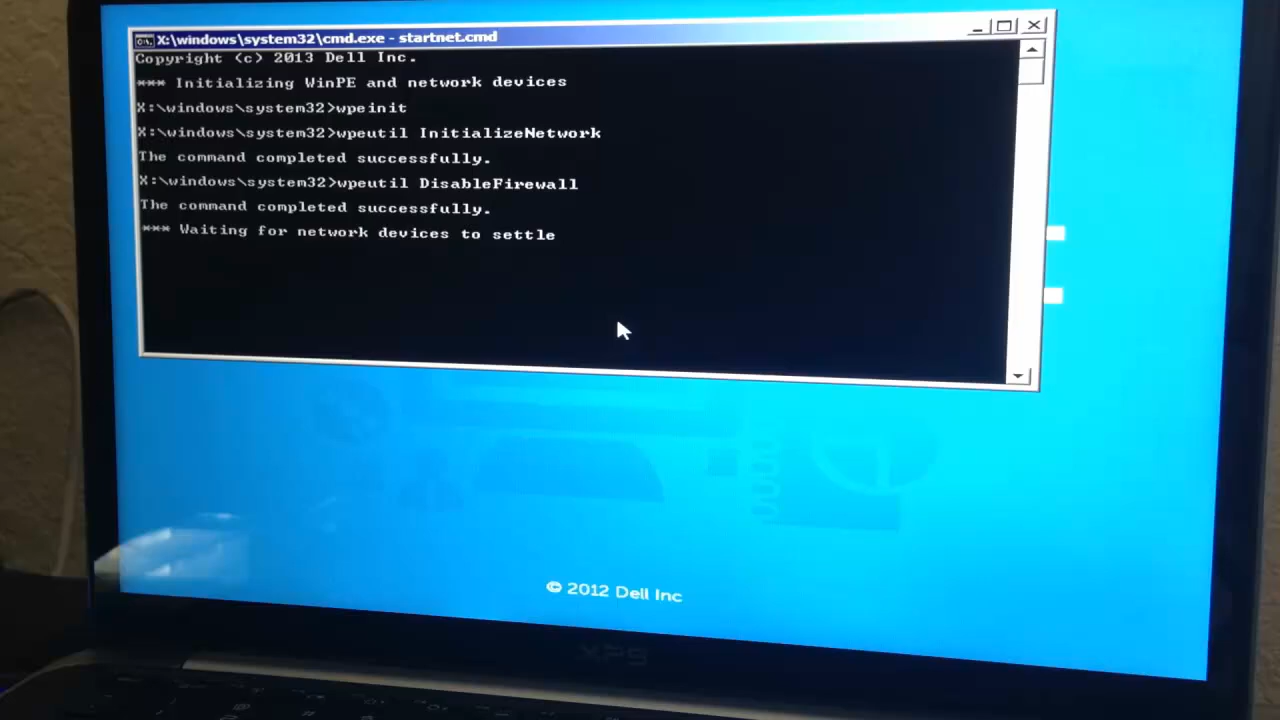 X:\windows\system32\cmd.exe - startnet.cmd
Copyright (c) 2013 Dell Inc.
*** Initializing WinPE and network devices
X:\windows\system32>wpeinit
X:\windows\system32>wpeutil InitializeNetwork
The command completed successfully.
X:\windows\system32>wpeutil DisableFirewall
The command completed successfully.
*** Waiting for network devices to settle
© 2012 Dell Inc
XPS